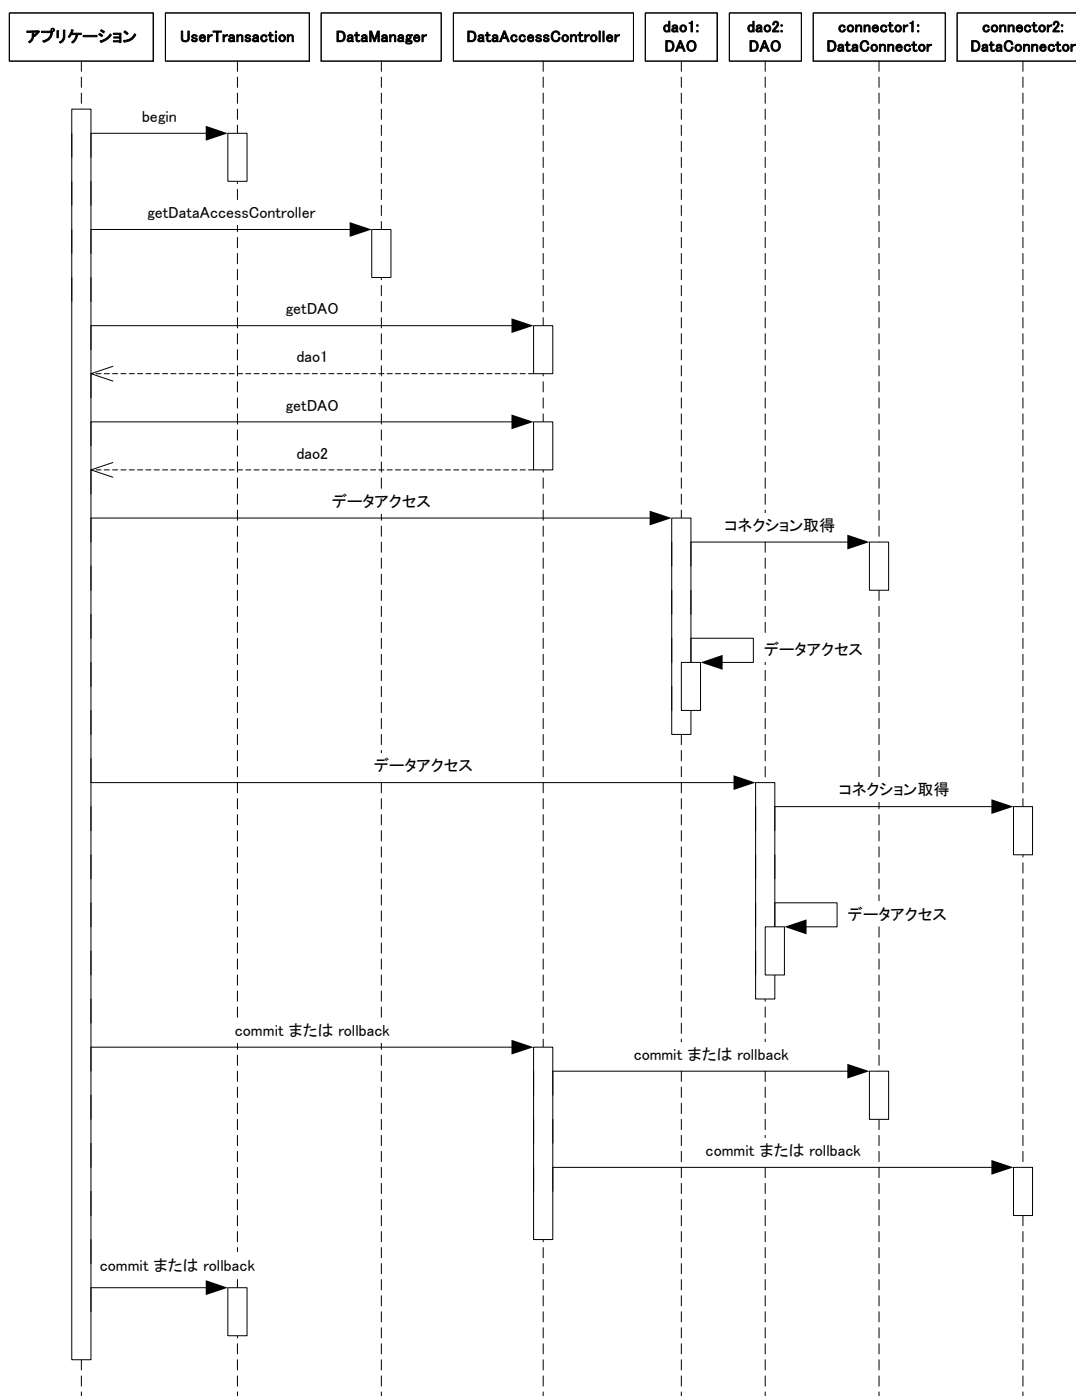 アプリケーション
UserTransaction
DataManager
DataAccessController
dao1:
DAO
dao2:
DAO
connector1:
DataConnector
connector2:
DataConnector
begin
getDataAccessController
getDAO
dao1
getDAO
dao2
データアクセス
コネクション取得
データアクセス
データアクセス
コネクション取得
データアクセス
commit または rollback
commit または rollback
commit または rollback
commit または rollback